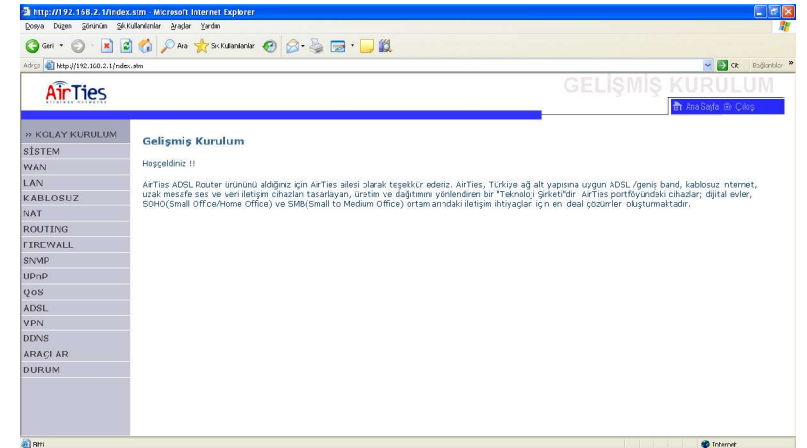 http://192.168.2.1/index.stm - Microsoft Internet Explorer
Dosya Düzen Görünüm Sık Kullanılanlar Araçlar Yardım
Geri Ara Sık Kullanılanlar
Adres http://192.168.2.1/index.stm Git Bağlantılar
AirTies
WIRELESS NETWORKS
GELİŞMİŞ KURULUM
Ana Sayfa Çıkış
» KOLAY KURULUM
SİSTEM
WAN
LAN
KABLOSUZ
NAT
ROUTING
FIREWALL
SNMP
UPnP
QoS
ADSL
VPN
DDNS
ARAÇLAR
DURUM
Gelişmiş Kurulum
Hoşgeldiniz !!
AirTies ADSL Router ürününü aldığınız için AirTies ailesi olarak teşekkür ederiz. AirTies, Türkiye ağ alt yapısına uygun ADSL /geniş band, kablosuz internet,
uzak mesafe ses ve veri iletişim cihazları tasarlayan, üretim ve dağıtımını yönlendiren bir "Teknoloji Şirketi"dir AirTies portföyündeki cihazlar; dijital evler,
SOHO(Small Office/Home Office) ve SMB(Small to Medium Office) ortamlarındaki iletişim ihtiyaçlar için en ideal çözümler oluşturmaktadır.
Bitti
Internet